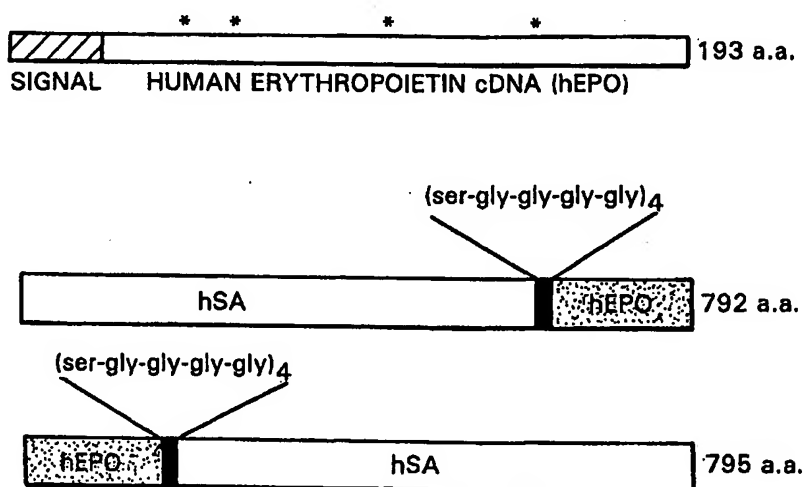 * * * *
193 a.a.
SIGNAL HUMAN ERYTHROPOIETIN cDNA (hEPO)
(ser-gly-gly-gly-gly)4
hSA hEPO 792 a.a.
(ser-gly-gly-gly-gly)4
hEPO hSA 795 a.a.